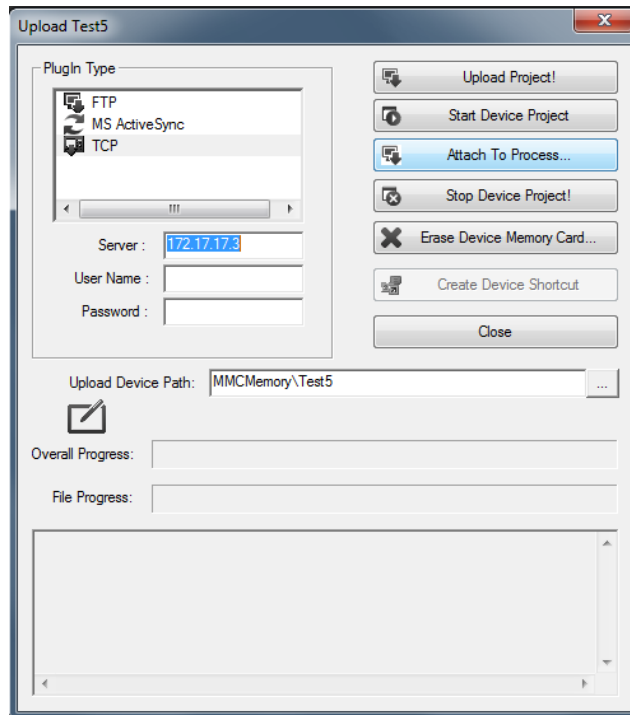 Upload Test5
PlugIn Type
FTP
MS ActiveSync
TCP
Server :
172.17.17.3
User Name :
Password :
Upload Project!
Start Device Project
Attach To Process...
Stop Device Project!
Erase Device Memory Card...
Create Device Shortcut
Close
Upload Device Path:
MMCMemory\Test5
...
Overall Progress:
File Progress: